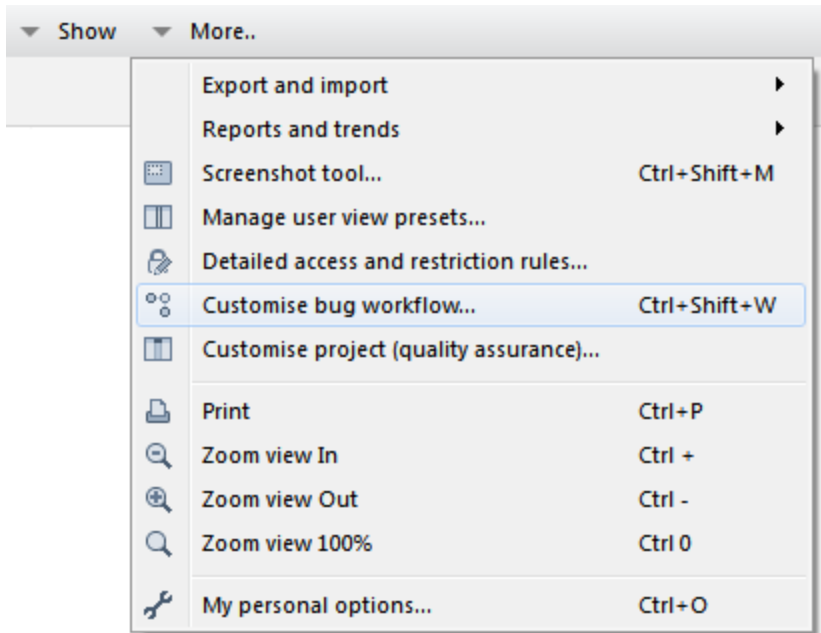 Show More..
Export and import
Reports and trends
Screenshot tool... Ctrl+Shift+M
Manage user view presets...
Detailed access and restriction rules...
Customise bug workflow... Ctrl+Shift+W
Customise project (quality assurance)...
Print Ctrl+P
Zoom view In Ctrl +
Zoom view Out Ctrl -
Zoom view 100% Ctrl 0
My personal options... Ctrl+O